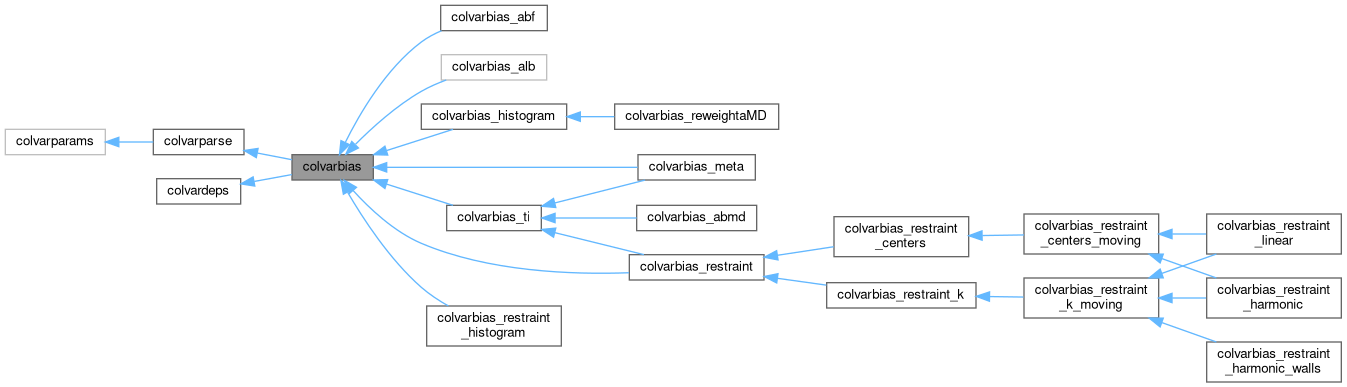 colvarbias_abf
colvarbias_alb
colvarbias_histogram
colvarbias_reweightaMD
colvarparams
colvarparse
colvarbias
colvarbias_meta
colvardeps
colvarbias_ti
colvarbias_abmd
colvarbias_restraint
_centers
colvarbias_restraint
_centers_moving
colvarbias_restraint
_linear
colvarbias_restraint
colvarbias_restraint_k
colvarbias_restraint
_k_moving
colvarbias_restraint
_harmonic
colvarbias_restraint
_histogram
colvarbias_restraint
_harmonic_walls